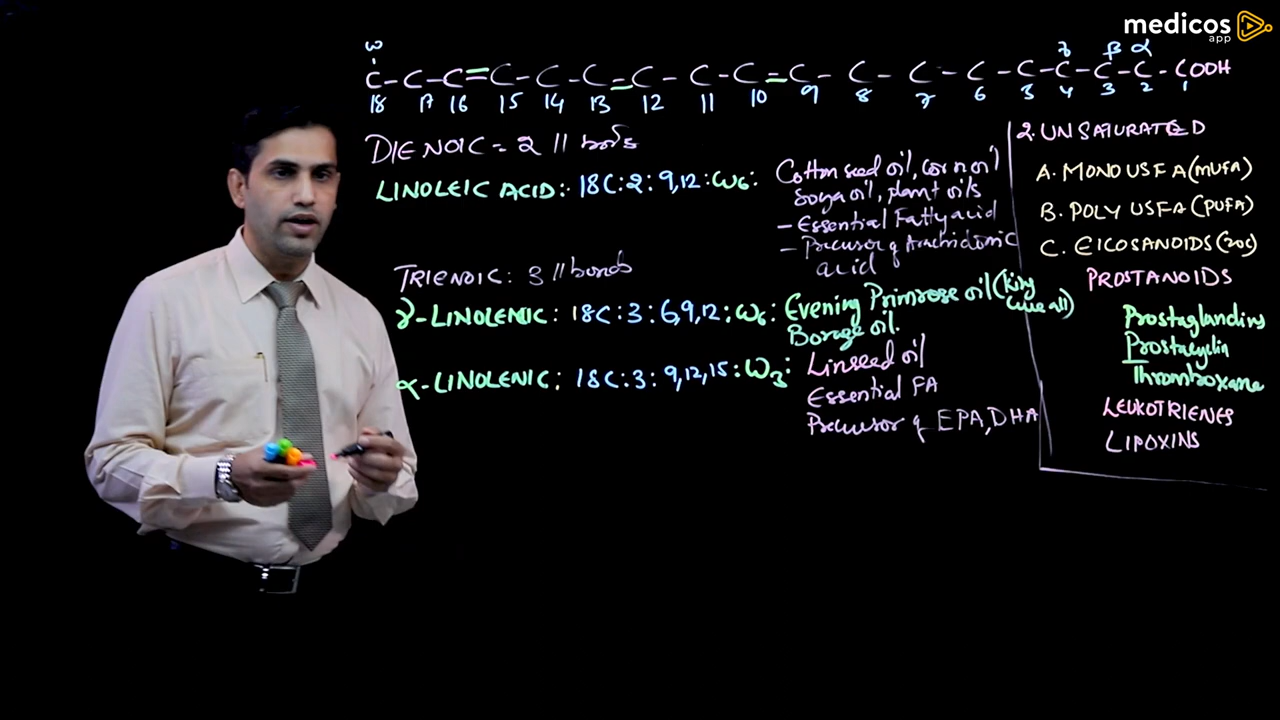 medicos
app
ω γ β α
C-C-C=C-C-C=C-C-C=C-C-C-C-C-C-C-C-COOH
18 17 16 15 14 13 12 11 10 9 8 7 6 5 4 3 2 1
DIENOIC = 2 // bonds
LINOLEIC ACID:- 18C:2:9,12:ω6:
Cotton seed oil, corn oil
Soya oil, plant oils
- Essential Fatty acid
- Precusor of Arachidonic
acid
TRIENOIC: 3 // bonds
γ-LINOLENIC: 18C:3:6,9,12:ω6: Evening Primrose oil (King
cure all)
Borage oil.
α-LINOLENIC: 18C:3:9,12,15:ω3: Linseed oil
Essential FA
Precursor of EPA, DHA
2. UNSATURATED
A. MONO USFA (MUFA)
B. POLY USFA (PUFA)
C. EICOSANOIDS (20C)
PROSTANOIDS
Prostaglandins
Prostacyclin
Thromboxane
LEUKOTRIENES
LIPOXINS